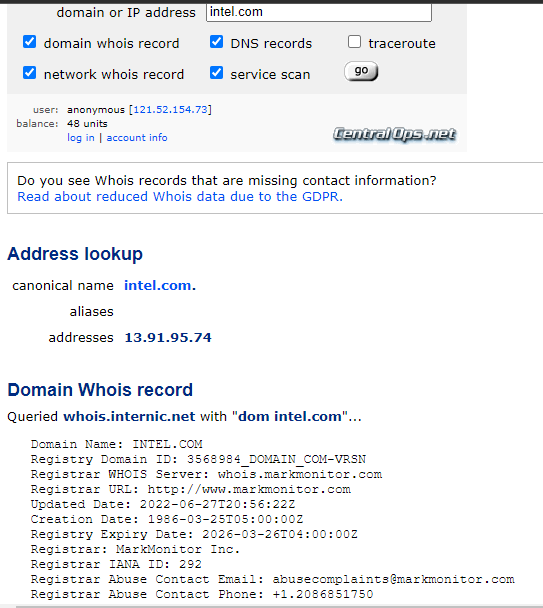 domain or IP address intel.com
domain whois record DNS records traceroute
network whois record service scan go
user: anonymous [121.52.154.73]
balance: 48 units
log in | account info
CentralOps.net
Do you see Whois records that are missing contact information?
Read about reduced Whois data due to the GDPR.
Address lookup
canonical name intel.com.
aliases
addresses 13.91.95.74
Domain Whois record
Queried whois.internic.net with "dom intel.com"...
Domain Name: INTEL.COM
Registry Domain ID: 3568984_DOMAIN_COM-VRSN
Registrar WHOIS Server: whois.markmonitor.com
Registrar URL: http://www.markmonitor.com
Updated Date: 2022-06-27T20:56:22Z
Creation Date: 1986-03-25T05:00:00Z
Registry Expiry Date: 2026-03-26T04:00:00Z
Registrar: MarkMonitor Inc.
Registrar IANA ID: 292
Registrar Abuse Contact Email: abusecomplaints@markmonitor.com
Registrar Abuse Contact Phone: +1.2086851750